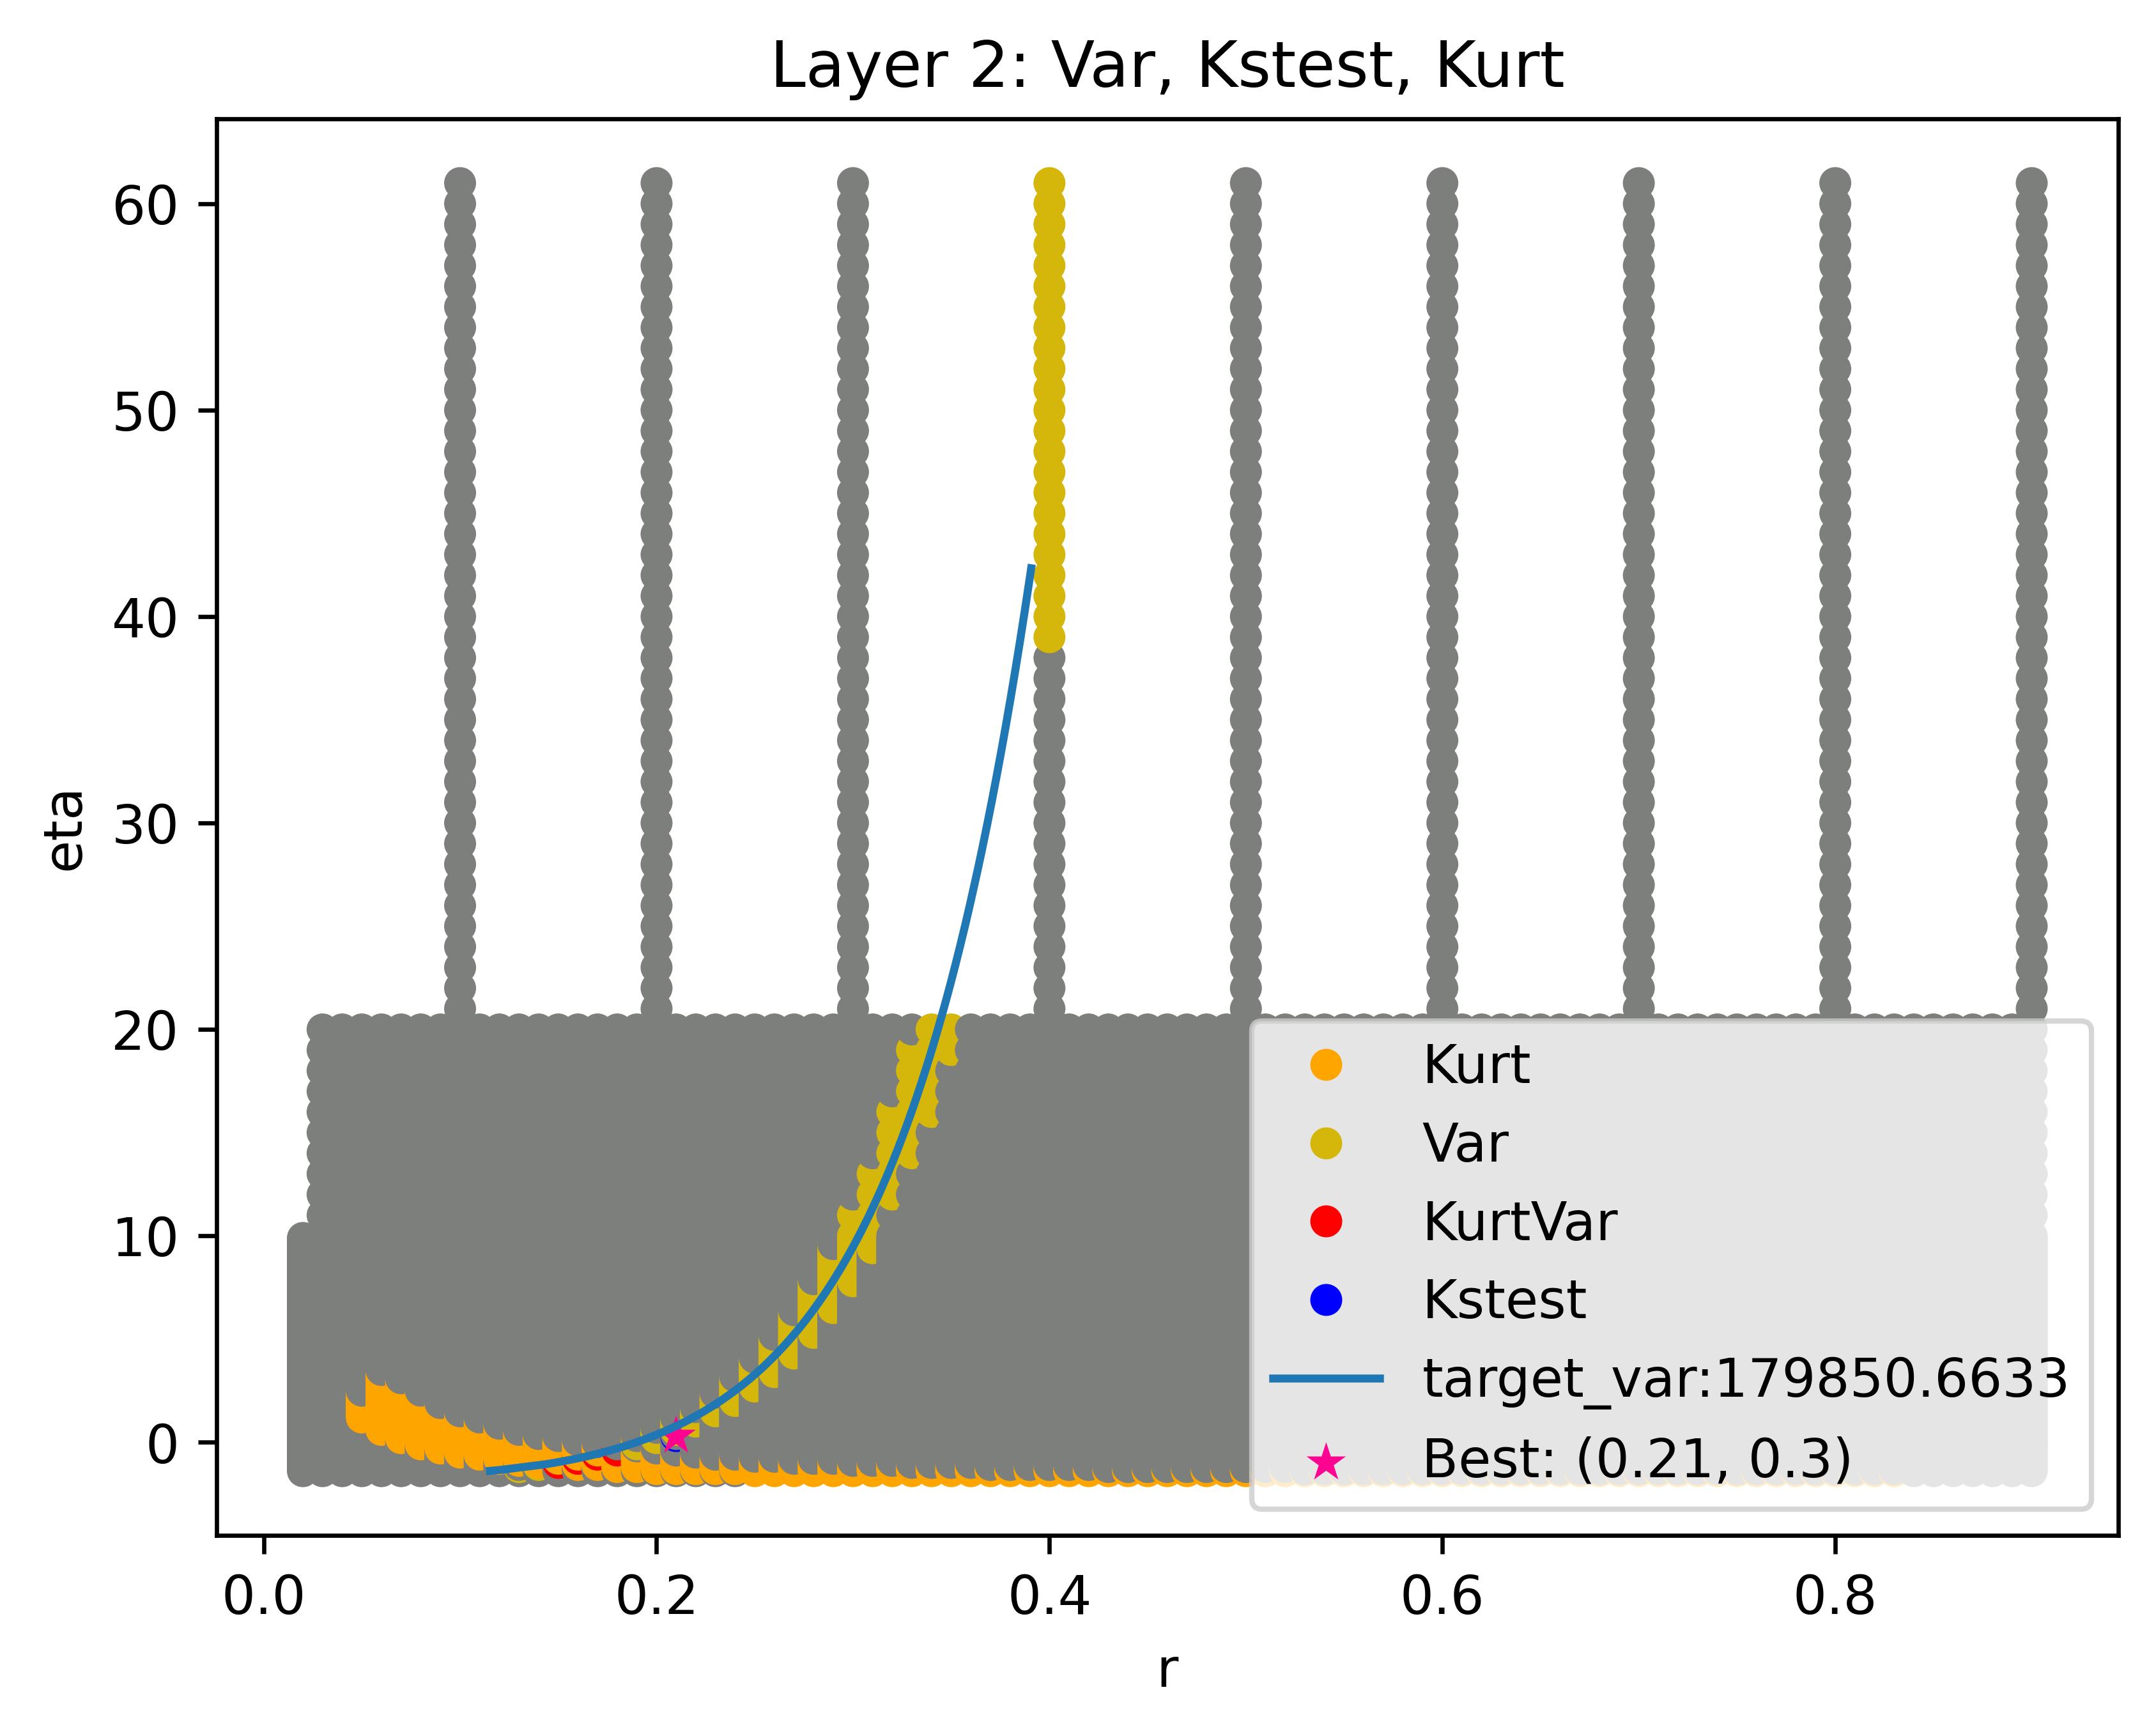 Layer 2: Var, Kstest, Kurt
60
50
40
30
20
10
0
eta
Kurt
Var
KurtVar
Kstest
target_var:179850.6633
Best: (0.21, 0.3)
0.0 0.2 0.4 0.6 0.8
r